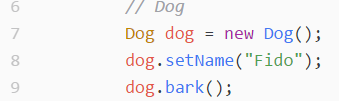 6 // Dog
7 Dog dog = new Dog();
8 dog.setName("Fido");
9 dog.bark();